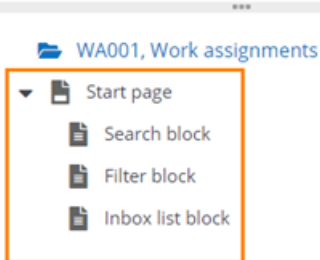 WA001, Work assignments
Start page
Search block
Filter block
Inbox list block